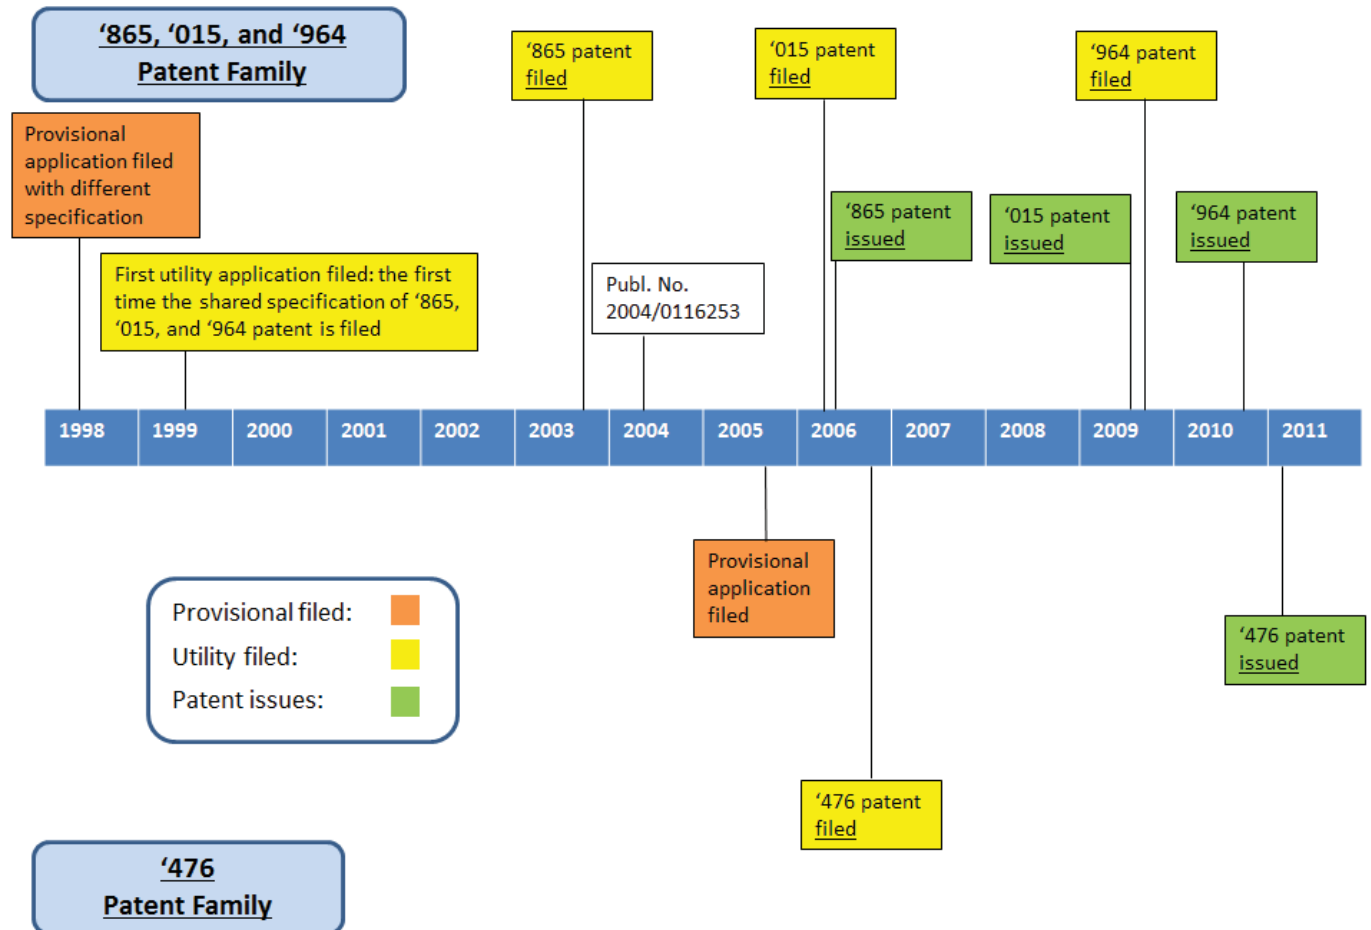 ‘865, ‘015, and ‘964
Patent Family
‘865 patent
filed
‘015 patent
filed
‘964 patent
filed
Provisional
application filed
with different
specification
‘865 patent
issued
‘015 patent
issued
‘964 patent
issued
First utility application filed: the first
time the shared specification of ‘865,
‘015, and ‘964 patent is filed
Publ. No.
2004/0116253
1998 1999 2000 2001 2002 2003 2004 2005 2006 2007 2008 2009 2010 2011
Provisional
application
filed
Provisional filed:
Utility filed:
Patent issues:
‘476 patent
issued
‘476 patent
filed
‘476
Patent Family